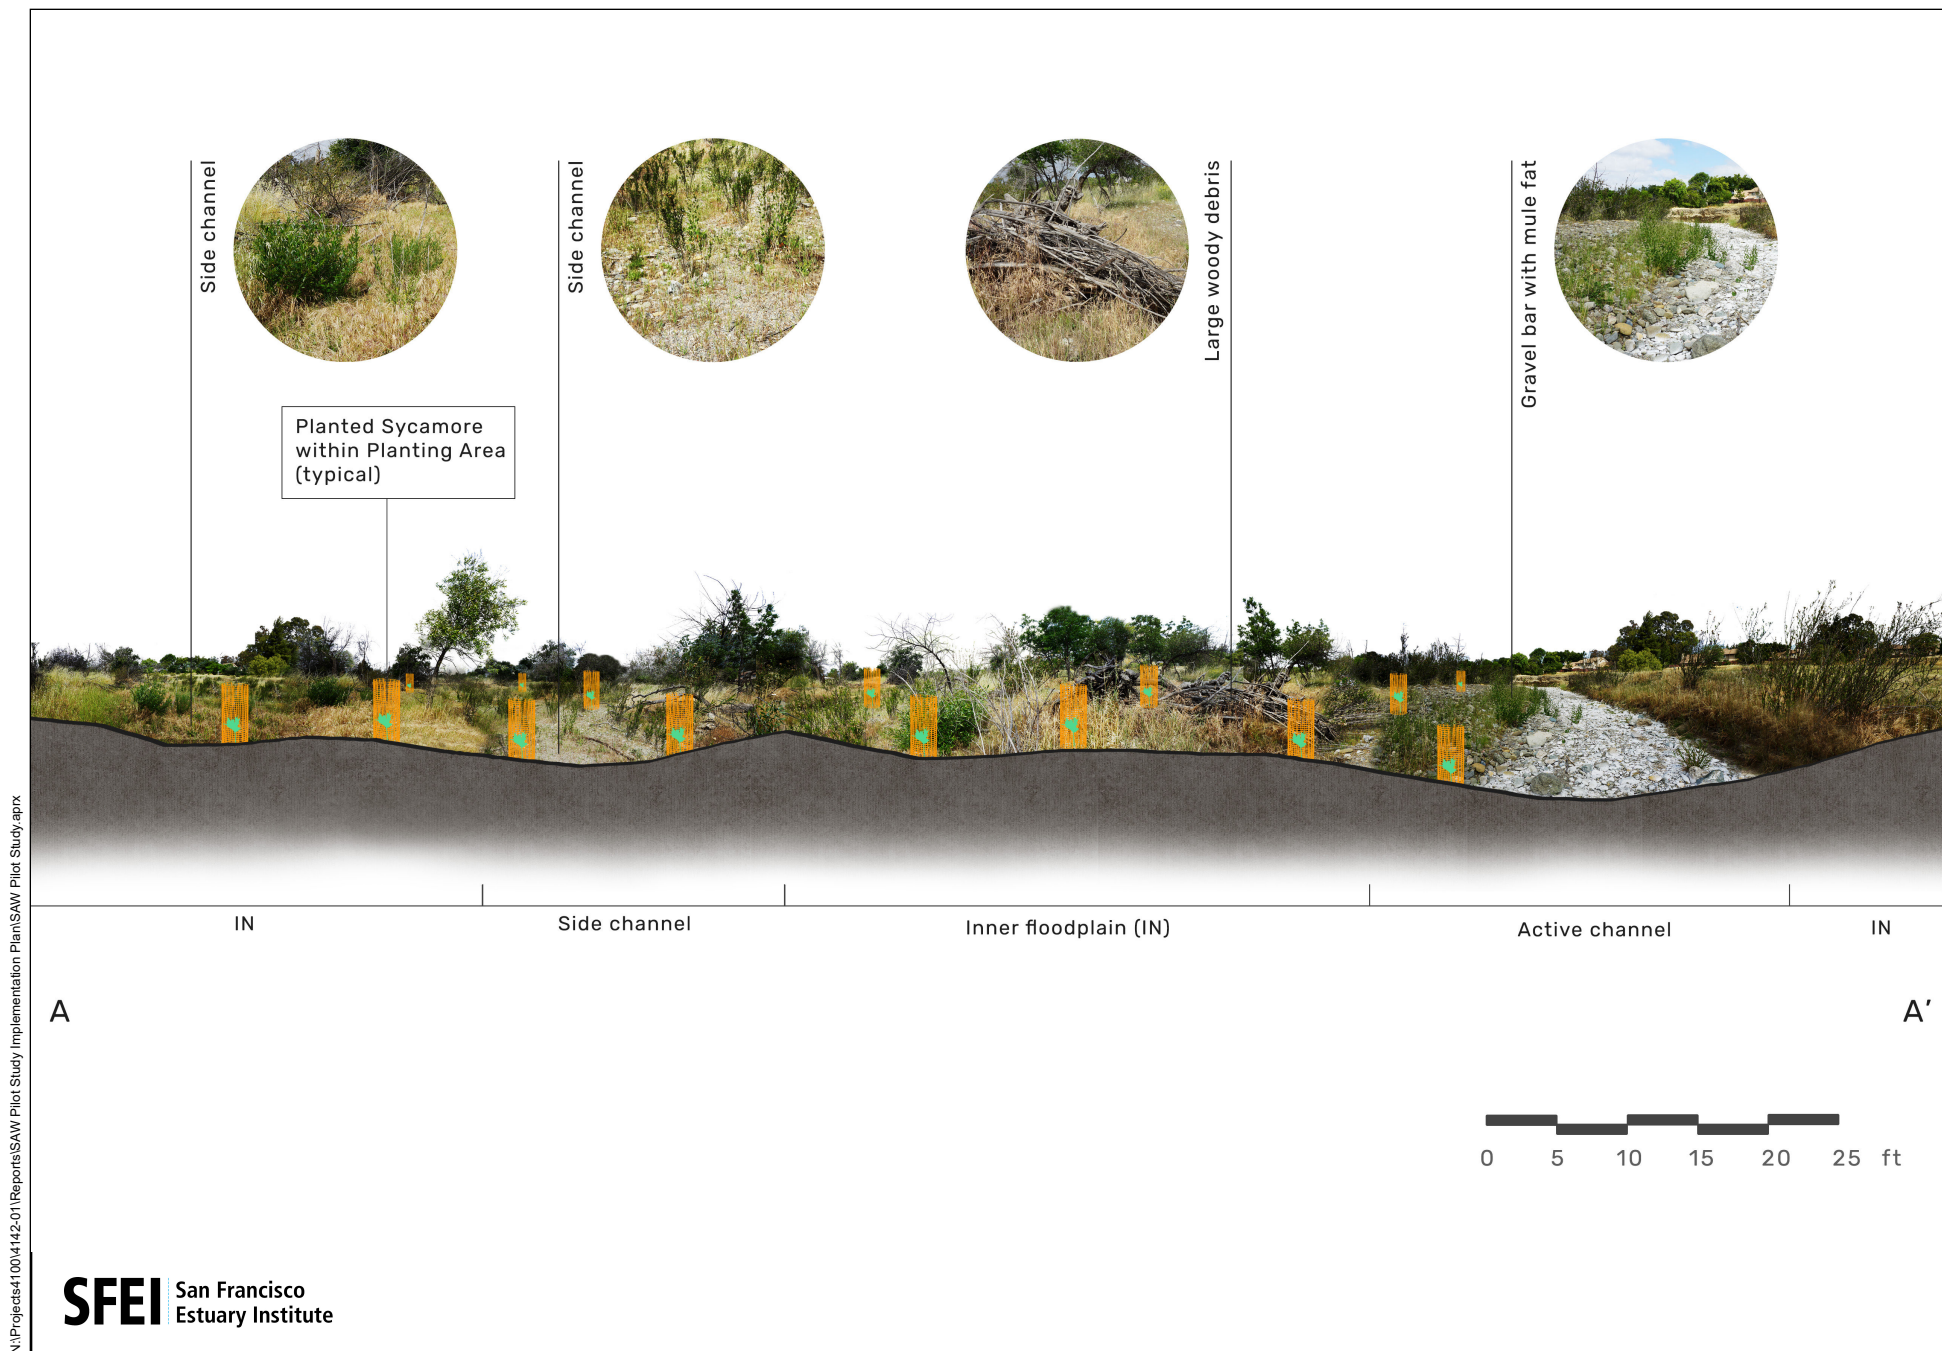 Side channel
Side channel
Large woody debris
Gravel bar with mule fat
Planted Sycamore
within Planting Area
(typical)
IN
Side channel
Inner floodplain (IN)
Active channel
IN
A
A’
0 5 10 15 20 25 ft
N:\Projects4100\4142-01\Reports\SAW Pilot Study Implementation Plan\SAW Pilot Study.aprx
SFEI
San Francisco
Estuary Institute